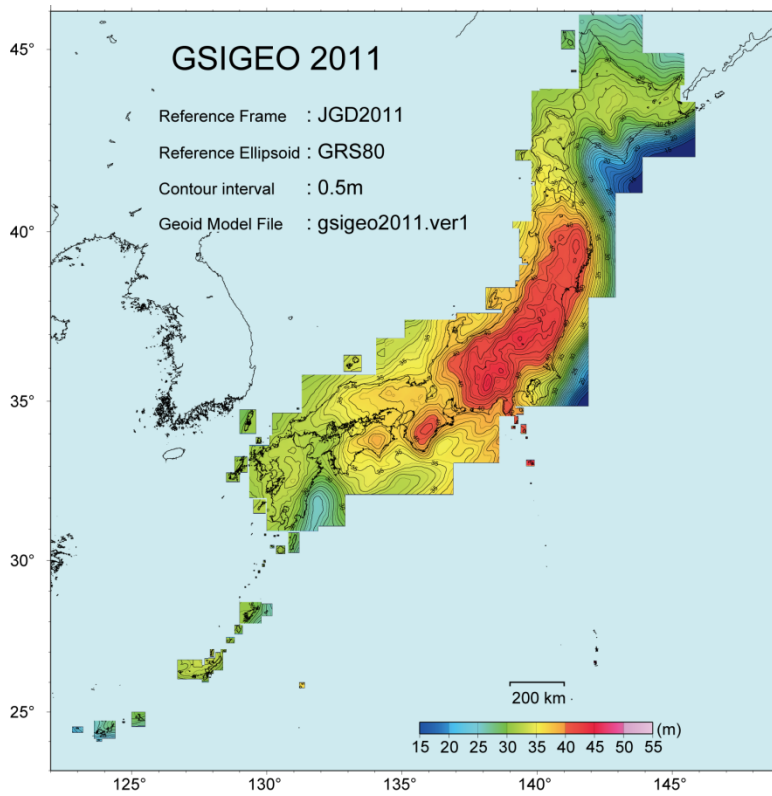 GSIGEO 2011
Reference Frame : JGD2011
Reference Ellipsoid : GRS80
Contour interval : 0.5m
Geoid Model File : gsigeo2011.ver1
45°
40°
35°
30°
25°
200 km
15 20 25 30 35 40 45 50 55 (m)
125° 130° 135° 140° 145°